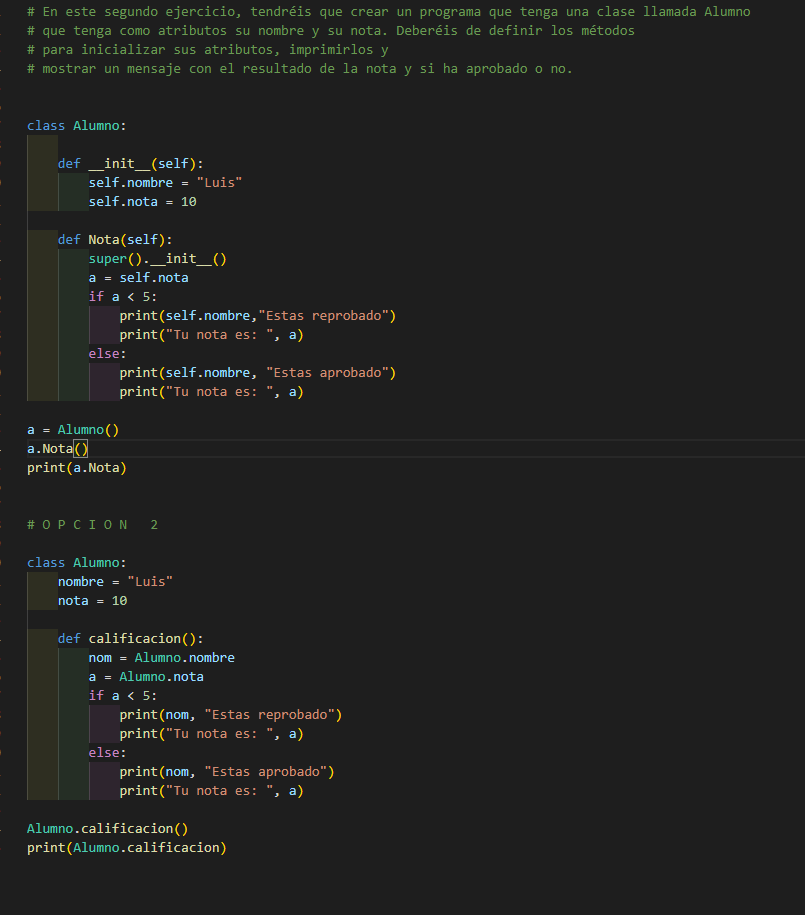 # En este segundo ejercicio, tendréis que crear un programa que tenga una clase llamada Alumno
# que tenga como atributos su nombre y su nota. Deberéis de definir los métodos
# para inicializar sus atributos, imprimirlos y
# mostrar un mensaje con el resultado de la nota y si ha aprobado o no.
class Alumno:
def __init__(self):
self.nombre = "Luis"
self.nota = 10
def Nota(self):
super().__init__()
a = self.nota
if a < 5:
print(self.nombre,"Estas reprobado")
print("Tu nota es: ", a)
else:
print(self.nombre, "Estas aprobado")
print("Tu nota es: ", a)
a = Alumno()
a.Nota()
print(a.Nota)
# O P C I O N   2
class Alumno:
nombre = "Luis"
nota = 10
def calificacion():
nom = Alumno.nombre
a = Alumno.nota
if a < 5:
print(nom, "Estas reprobado")
print("Tu nota es: ", a)
else:
print(nom, "Estas aprobado")
print("Tu nota es: ", a)
Alumno.calificacion()
print(Alumno.calificacion)